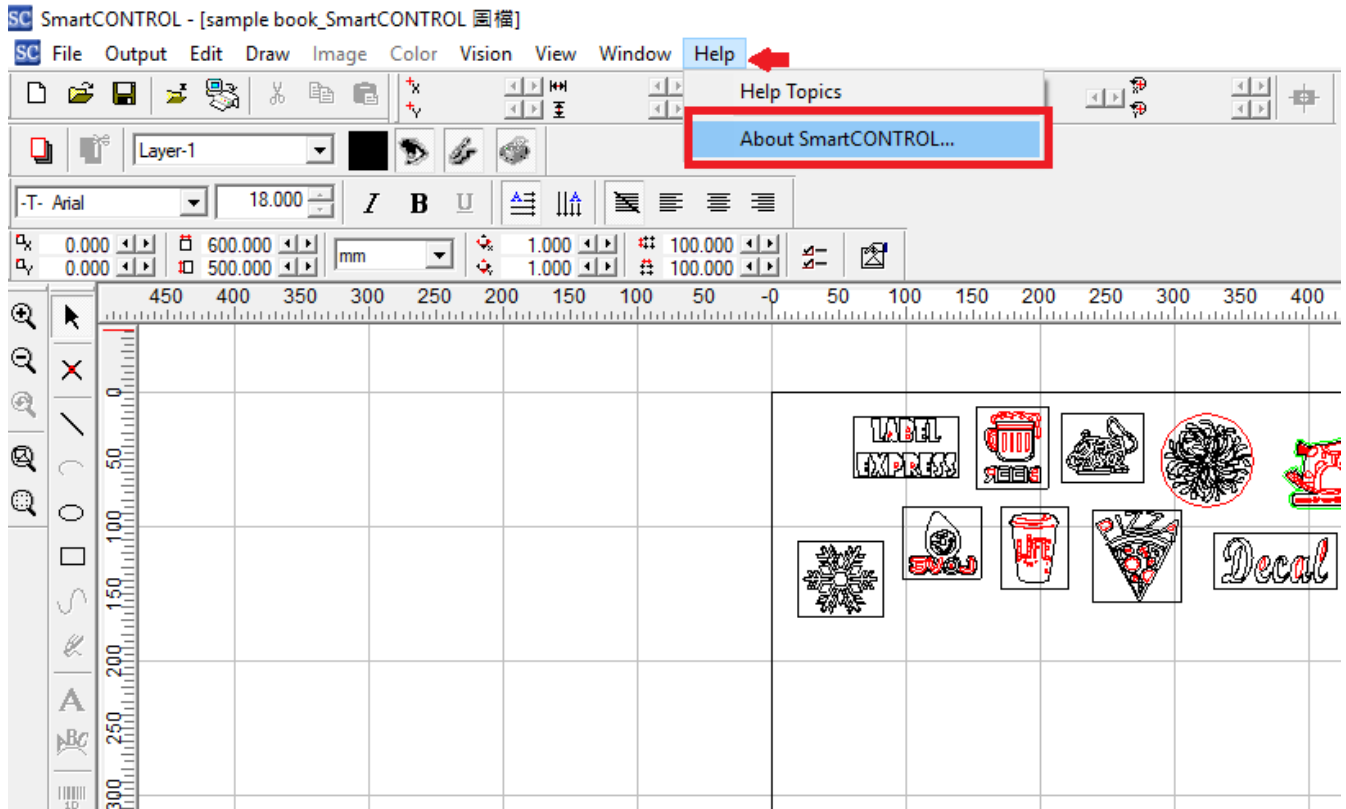 SC SmartCONTROL - [sample book_SmartCONTROL 圖檔]
SC File Output Edit Draw Image Color Vision View Window Help
Help Topics
About SmartCONTROL...
Layer-1
-T- Arial 18.000 I B U
0.000 600.000 mm 1.000 100.000
0.000 500.000 1.000 100.000
450 400 350 300 250 200 150 100 50 -0 50 100 150 200 250 300 350 400
0
50
100
150
200
250
300
LABEL
EXPRESS
BEER
LOVE
LIFE
Decal
A
ABC
1D